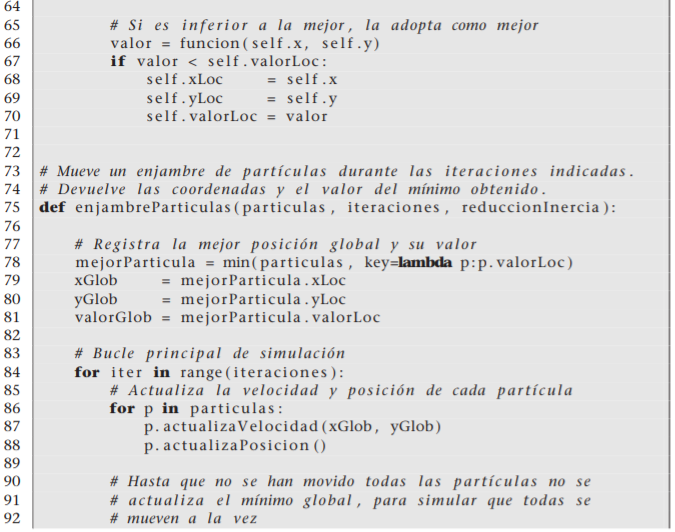 64
65 # Si es inferior a la mejor, la adopta como mejor
66 valor = funcion(self.x, self.y)
67 if valor < self.valorLoc:
68 self.xLoc = self.x
69 self.yLoc = self.y
70 self.valorLoc = valor
71
72
73 # Mueve un enjambre de partículas durante las iteraciones indicadas.
74 # Devuelve las coordenadas y el valor del mínimo obtenido.
75 def enjambreParticulas(particulas, iteraciones, reduccionInercia):
76
77 # Registra la mejor posición global y su valor
78 mejorParticula = min(particulas, key=lambda p:p.valorLoc)
79 xGlob = mejorParticula.xLoc
80 yGlob = mejorParticula.yLoc
81 valorGlob = mejorParticula.valorLoc
82
83 # Bucle principal de simulación
84 for iter in range(iteraciones):
85 # Actualiza la velocidad y posición de cada partícula
86 for p in particulas:
87 p.actualizaVelocidad(xGlob, yGlob)
88 p.actualizaPosicion()
89
90 # Hasta que no se han movido todas las partículas no se
91 # actualiza el mínimo global, para simular que todas se
92 # mueven a la vez